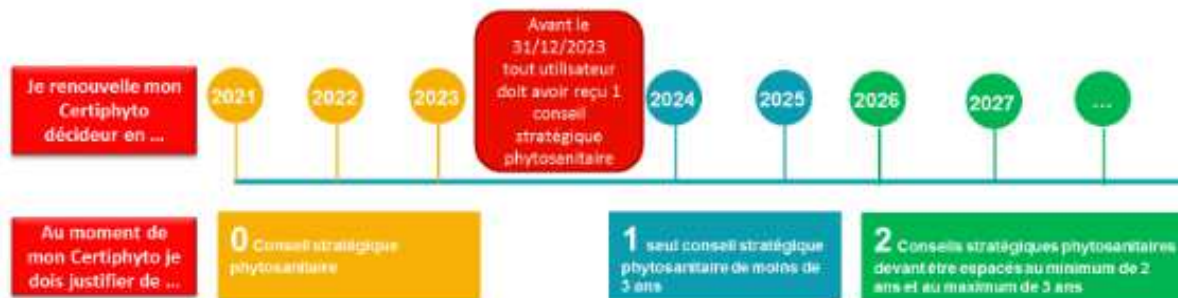 Avant le
31/12/2023
tout utilisateur
doit avoir reçu 1
conseil
stratégique
phytosanitaire
Je renouvelle mon
Certiphyto
décideur en ...
2021
2022
2023
2024
2025
2026
2027
...
Au moment de
mon Certiphyto je
dois justifier de ...
0 Conseil stratégique
phytosanitaire
1 seul conseil stratégique
phytosanitaire de moins de
3 ans
2 Conseils stratégiques phytosanitaires
devant être espacés au minimum de 2
ans et au maximum de 3 ans